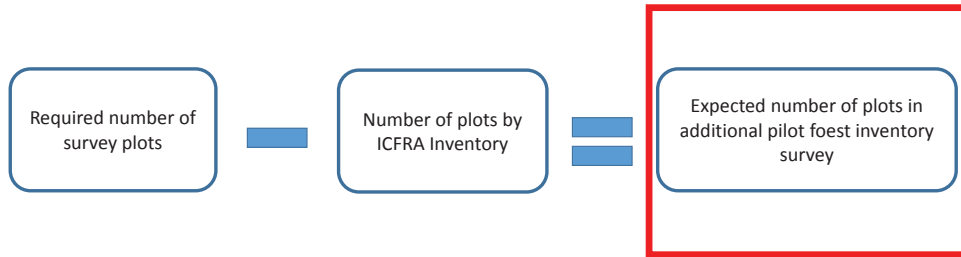 Required number of
survey plots
Number of plots by
ICFRA Inventory
Expected number of plots in
additional pilot foest inventory
survey